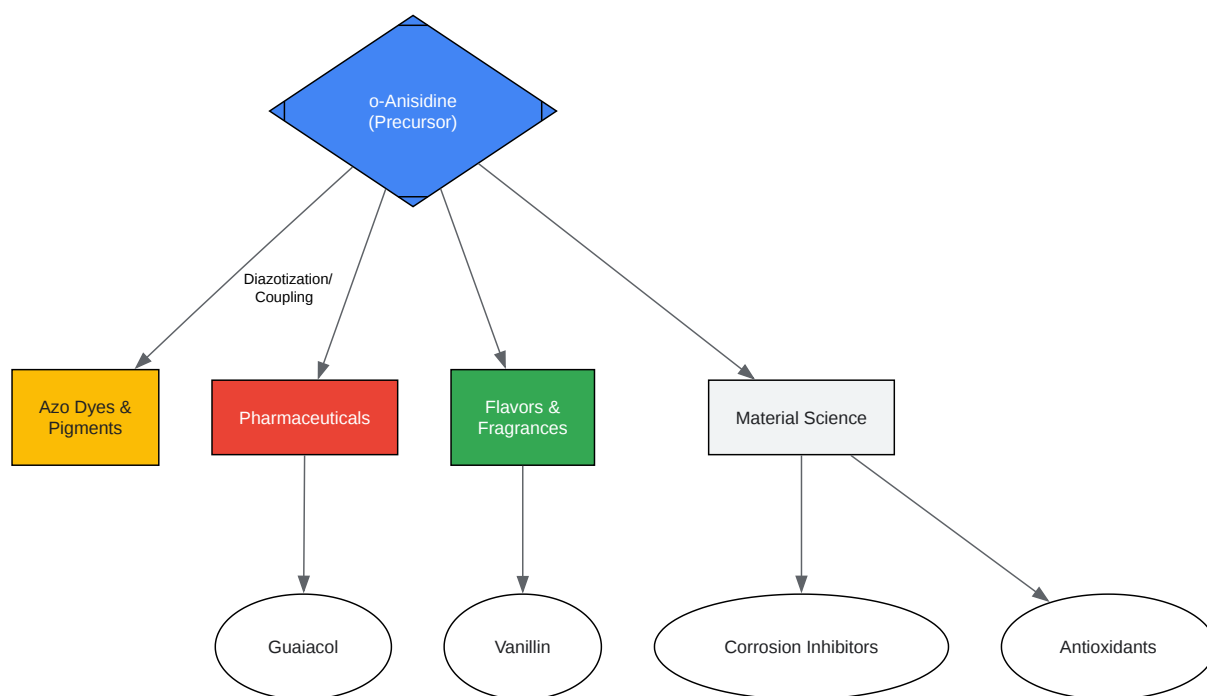 o-Anisidine
(Precursor)
Diazotization/
Coupling
Azo Dyes &
Pigments
Pharmaceuticals
Flavors &
Fragrances
Material Science
Guaiacol
Vanillin
Corrosion Inhibitors
Antioxidants